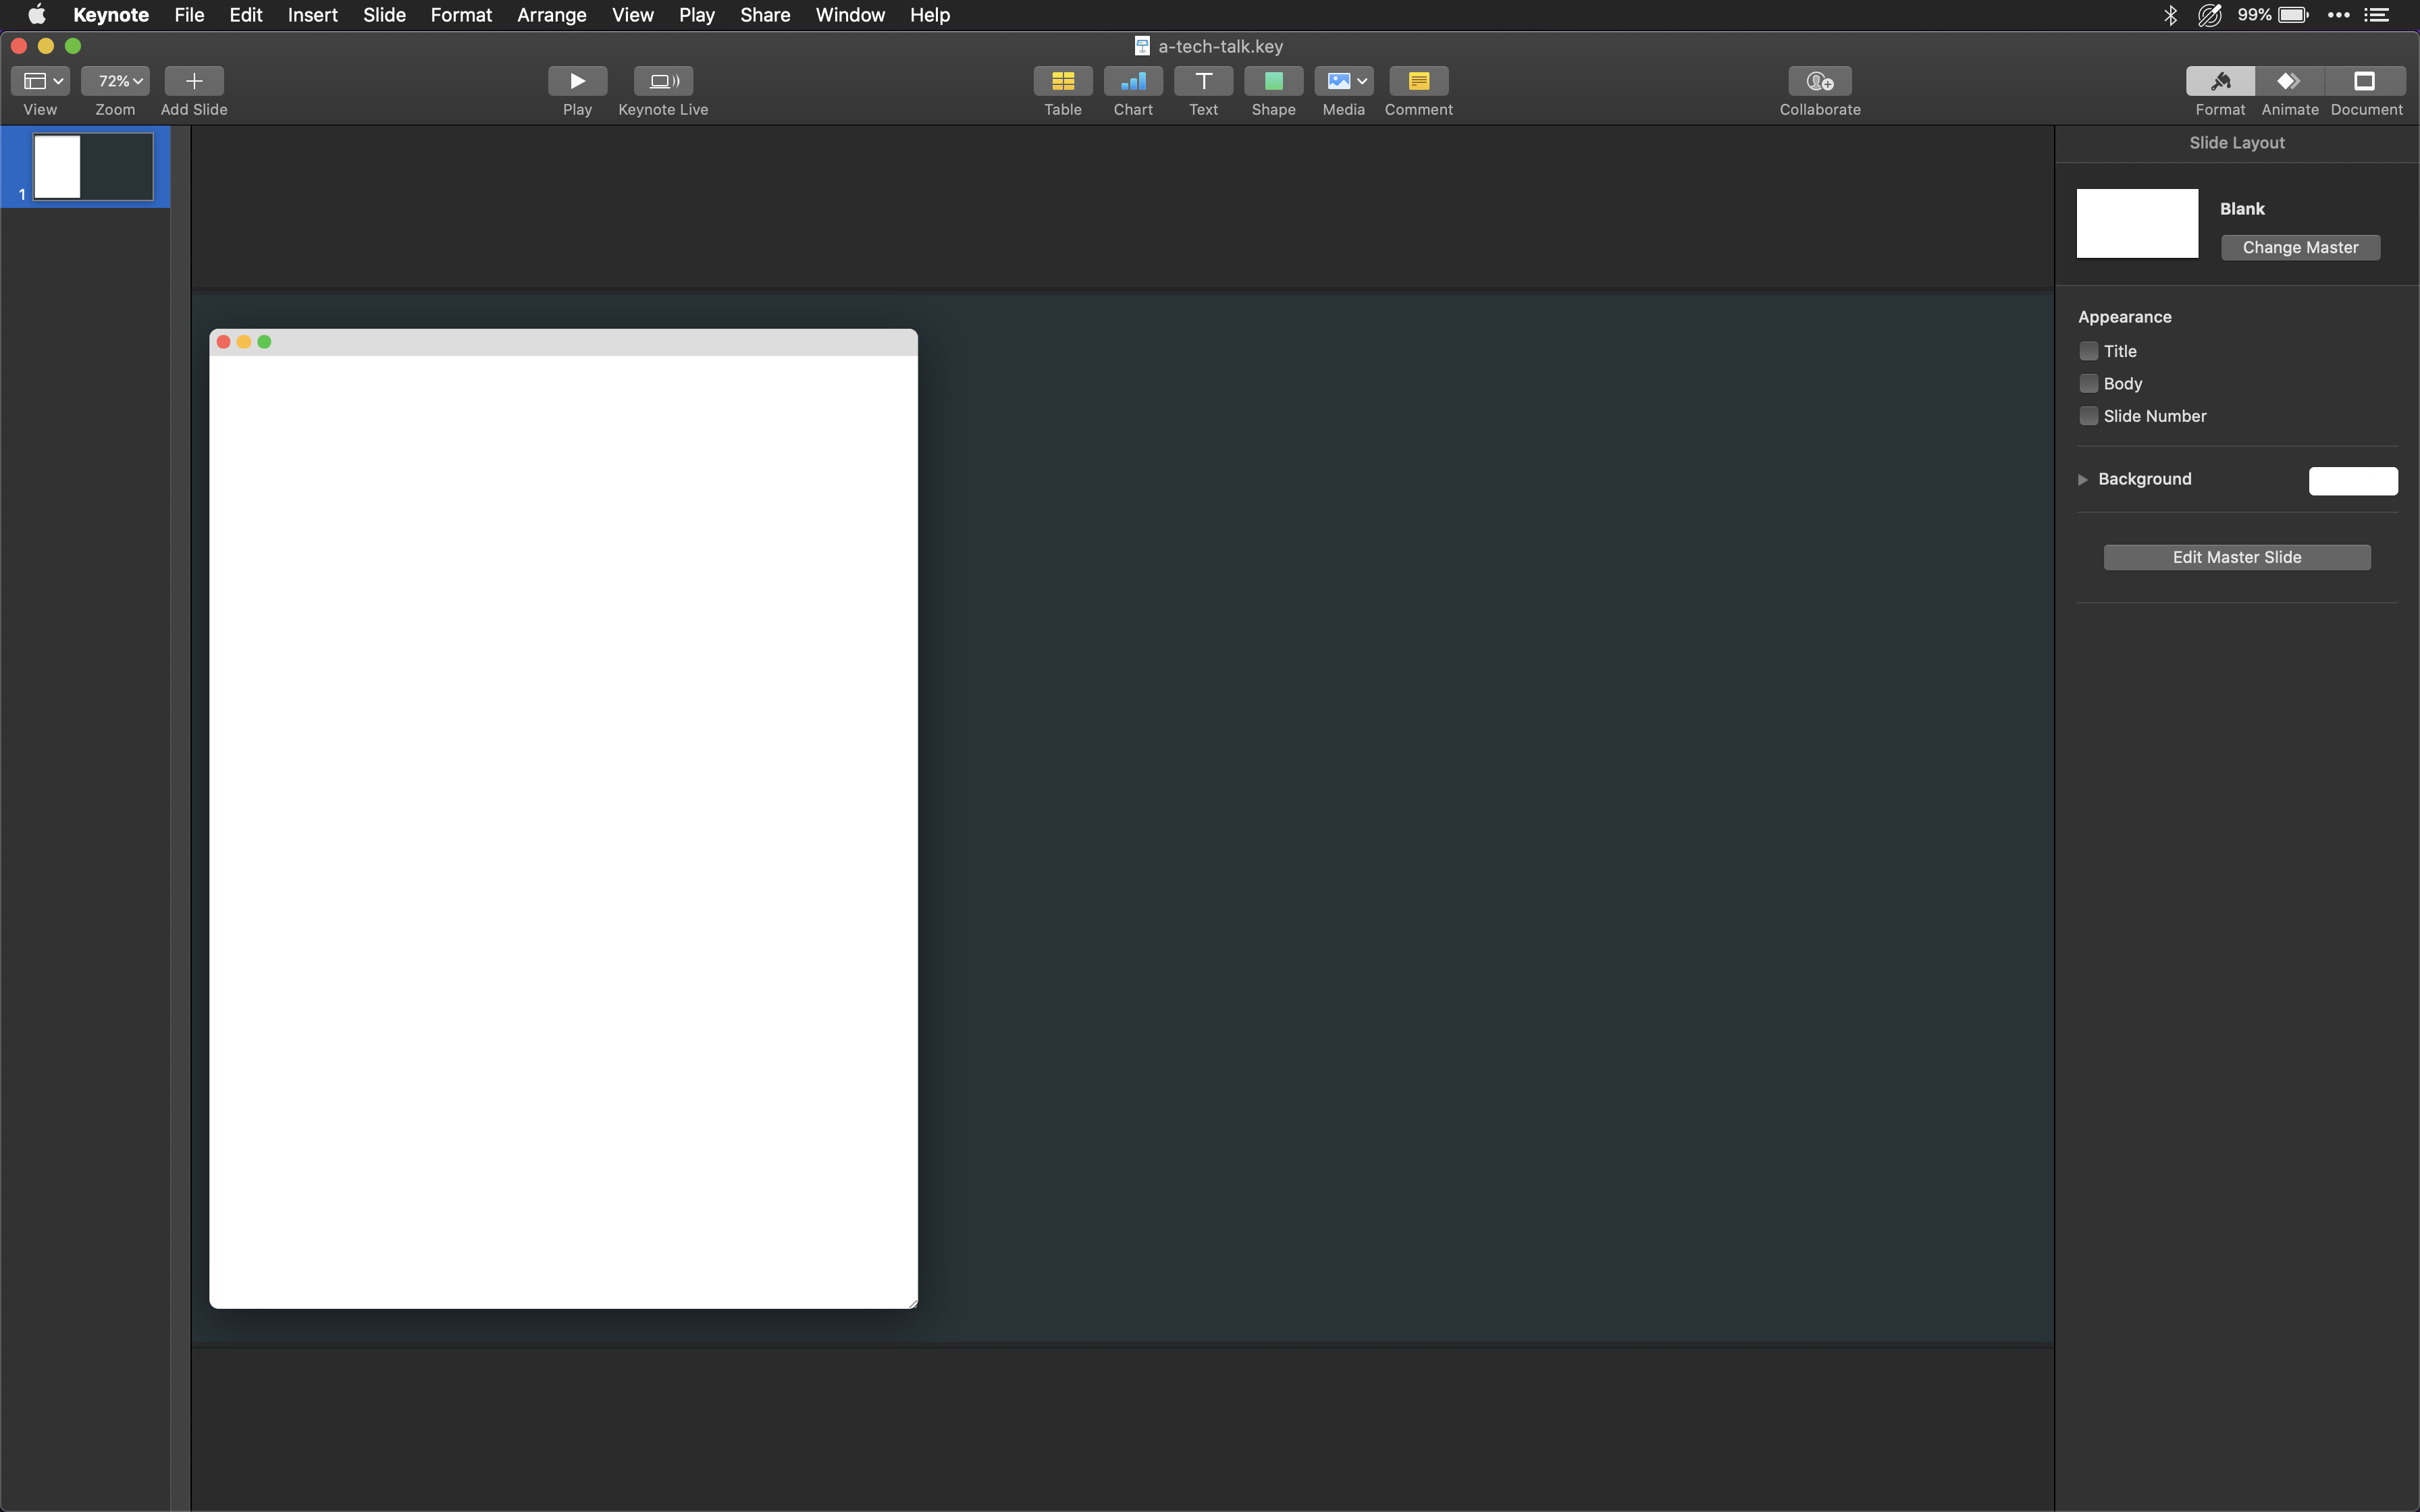 Keynote File Edit Insert Slide Format Arrange View Play Share Window Help 99%
a-tech-talk.key
72%
View Zoom Add Slide Play Keynote Live Table Chart Text Shape Media Comment Collaborate Format Animate Document
1
Slide Layout
Blank
Change Master
Appearance
Title
Body
Slide Number
Background
Edit Master Slide